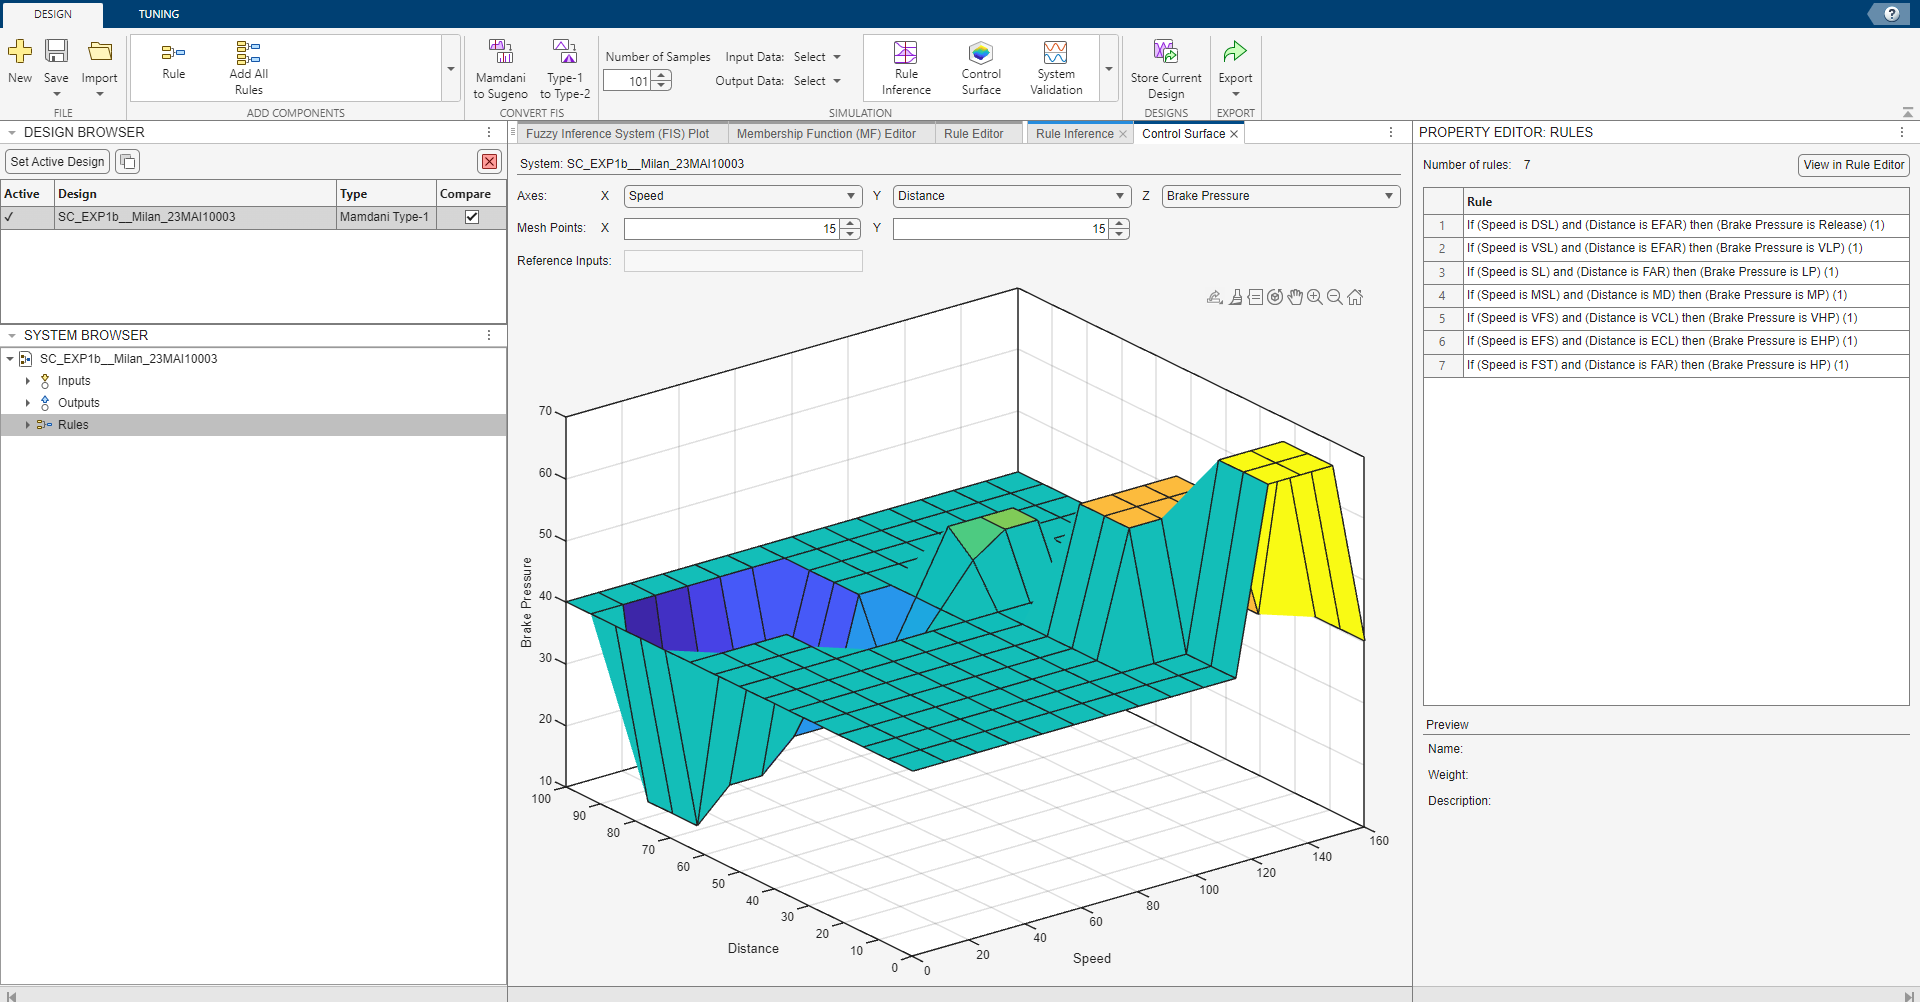 DESIGN TUNING
?
New Save Import
FILE
Rule Add All Rules
ADD COMPONENTS
Mamdani to Sugeno Type-1 to Type-2
CONVERT FIS
Number of Samples Input Data: Select
101 Output Data: Select
Rule Inference Control Surface System Validation
SIMULATION
Store Current Design
DESIGNS
Export
EXPORT
DESIGN BROWSER
Set Active Design
Active Design Type Compare
✓ SC_EXP1b__Milan_23MAI10003 Mamdani Type-1
SYSTEM BROWSER
SC_EXP1b__Milan_23MAI10003
Inputs
Outputs
Rules
Fuzzy Inference System (FIS) Plot Membership Function (MF) Editor Rule Editor Rule Inference Control Surface
System: SC_EXP1b__Milan_23MAI10003
Axes: X Speed Y Distance Z Brake Pressure
Mesh Points: X 15 Y 15
Reference Inputs:
70
60
50
40
30
20
10
Brake Pressure
100
90
80
70
60
50
40
30
20
10
0
Distance
0
20
40
60
80
100
120
140
160
Speed
PROPERTY EDITOR: RULES
Number of rules: 7 View in Rule Editor
Rule
1 If (Speed is DSL) and (Distance is EFAR) then (Brake Pressure is Release) (1)
2 If (Speed is VSL) and (Distance is EFAR) then (Brake Pressure is VLP) (1)
3 If (Speed is SL) and (Distance is FAR) then (Brake Pressure is LP) (1)
4 If (Speed is MSL) and (Distance is MD) then (Brake Pressure is MP) (1)
5 If (Speed is VFS) and (Distance is VCL) then (Brake Pressure is VHP) (1)
6 If (Speed is EFS) and (Distance is ECL) then (Brake Pressure is EHP) (1)
7 If (Speed is FST) and (Distance is FAR) then (Brake Pressure is HP) (1)
Preview
Name:
Weight:
Description: